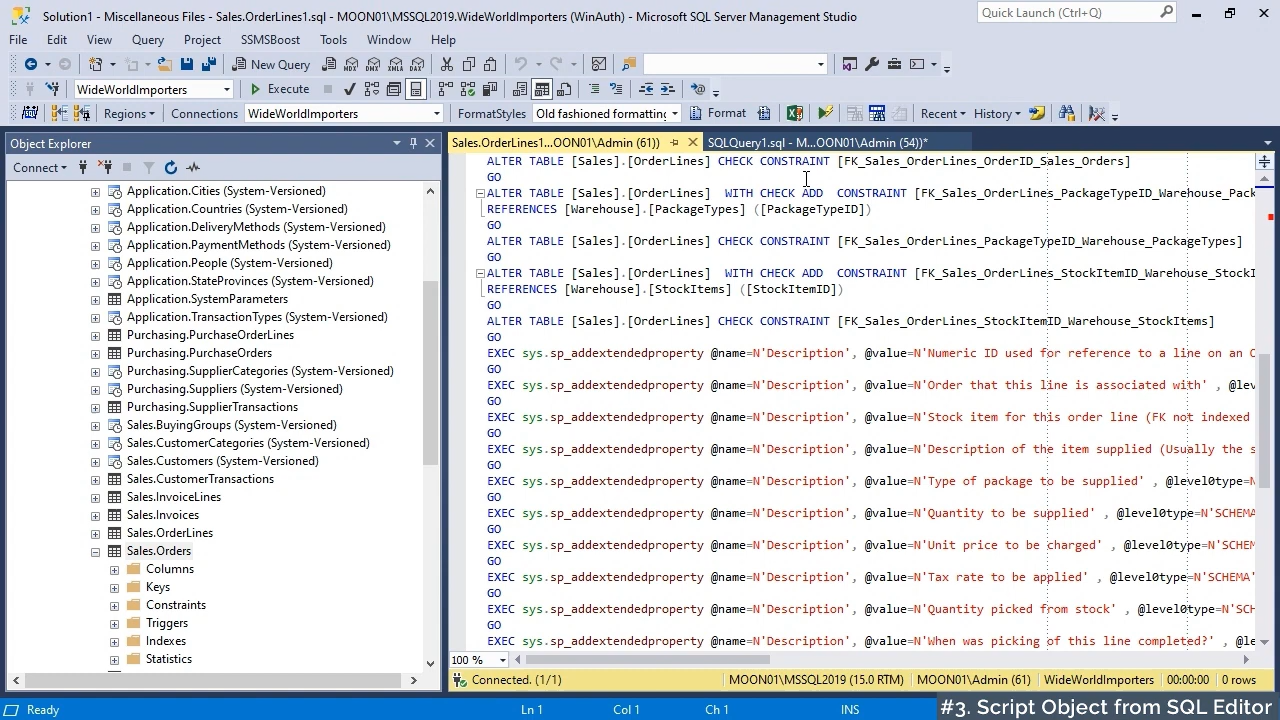 Solution1 - Miscellaneous Files - Sales.OrderLines1.sql - MOON01\MSSQL2019.WideWorldImporters (WinAuth) - Microsoft SQL Server Management Studio
Quick Launch (Ctrl+Q)
File Edit View Query Project SSMSBoost Tools Window Help
New Query
MDX DMX XMLA DAX
WideWorldImporters Execute
Regions Connections WideWorldImporters FormatStyles Old fashioned formatting Format Recent History
Object Explorer
Sales.OrderLines1...OON01\Admin (61))
SQLQuery1.sql - M...OON01\Admin (54))*
Connect
Application.Cities (System-Versioned)
Application.Countries (System-Versioned)
Application.DeliveryMethods (System-Versioned)
Application.PaymentMethods (System-Versioned)
Application.People (System-Versioned)
Application.StateProvinces (System-Versioned)
Application.SystemParameters
Application.TransactionTypes (System-Versioned)
Purchasing.PurchaseOrderLines
Purchasing.PurchaseOrders
Purchasing.SupplierCategories (System-Versioned)
Purchasing.Suppliers (System-Versioned)
Purchasing.SupplierTransactions
Sales.BuyingGroups (System-Versioned)
Sales.CustomerCategories (System-Versioned)
Sales.Customers (System-Versioned)
Sales.CustomerTransactions
Sales.InvoiceLines
Sales.Invoices
Sales.OrderLines
Sales.Orders
Columns
Keys
Constraints
Triggers
Indexes
Statistics
ALTER TABLE [Sales].[OrderLines] CHECK CONSTRAINT [FK_Sales_OrderLines_OrderID_Sales_Orders]
GO
ALTER TABLE [Sales].[OrderLines]  WITH CHECK ADD  CONSTRAINT [FK_Sales_OrderLines_PackageTypeID_Warehouse_Pack
REFERENCES [Warehouse].[PackageTypes] ([PackageTypeID])
GO
ALTER TABLE [Sales].[OrderLines] CHECK CONSTRAINT [FK_Sales_OrderLines_PackageTypeID_Warehouse_PackageTypes]
GO
ALTER TABLE [Sales].[OrderLines]  WITH CHECK ADD  CONSTRAINT [FK_Sales_OrderLines_StockItemID_Warehouse_StockI
REFERENCES [Warehouse].[StockItems] ([StockItemID])
GO
ALTER TABLE [Sales].[OrderLines] CHECK CONSTRAINT [FK_Sales_OrderLines_StockItemID_Warehouse_StockItems]
GO
EXEC sys.sp_addextendedproperty @name=N'Description', @value=N'Numeric ID used for reference to a line on an O
GO
EXEC sys.sp_addextendedproperty @name=N'Description', @value=N'Order that this line is associated with' , @lev
GO
EXEC sys.sp_addextendedproperty @name=N'Description', @value=N'Stock item for this order line (FK not indexed
GO
EXEC sys.sp_addextendedproperty @name=N'Description', @value=N'Description of the item supplied (Usually the s
GO
EXEC sys.sp_addextendedproperty @name=N'Description', @value=N'Type of package to be supplied' , @level0type=N
GO
EXEC sys.sp_addextendedproperty @name=N'Description', @value=N'Quantity to be supplied' , @level0type=N'SCHEMA
GO
EXEC sys.sp_addextendedproperty @name=N'Description', @value=N'Unit price to be charged' , @level0type=N'SCHEM
GO
EXEC sys.sp_addextendedproperty @name=N'Description', @value=N'Tax rate to be applied' , @level0type=N'SCHEMA'
GO
EXEC sys.sp_addextendedproperty @name=N'Description', @value=N'Quantity picked from stock' , @level0type=N'SCH
GO
EXEC sys.sp_addextendedproperty @name=N'Description', @value=N'When was picking of this line completed?' , @le
100 %
Connected. (1/1) MOON01\MSSQL2019 (15.0 RTM) MOON01\Admin (61) WideWorldImporters 00:00:00 0 rows
Ready Ln 1 Col 1 Ch 1 INS
#3. Script Object from SQL Editor